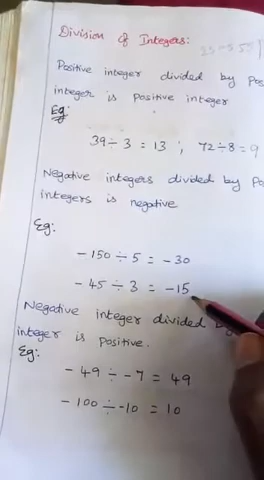 Division of Integers:
Positive integer divided by Pos
integer is positive integer
Eg:
39 ÷ 3 = 13 ; 72 ÷ 8 = 9
Negative integers divided by Po
integers is negative
Eg:
- 150 ÷ 5 = - 30
- 45 ÷ 3 = - 15
Negative integer divided by
integer is positive.
Eg:
- 49 ÷ - 7 = 49
- 100 ÷ -10 = 10